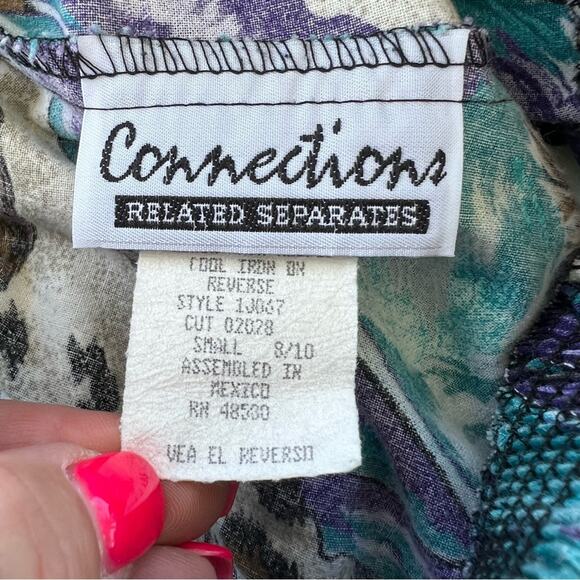 Connections
RELATED SEPARATES
COOL IRON ON
REVERSE
STYLE 1J067
CUT 02028
SMALL 8/10
ASSEMBLED IN
MEXICO
RN 48580
VEA EL REVERSO